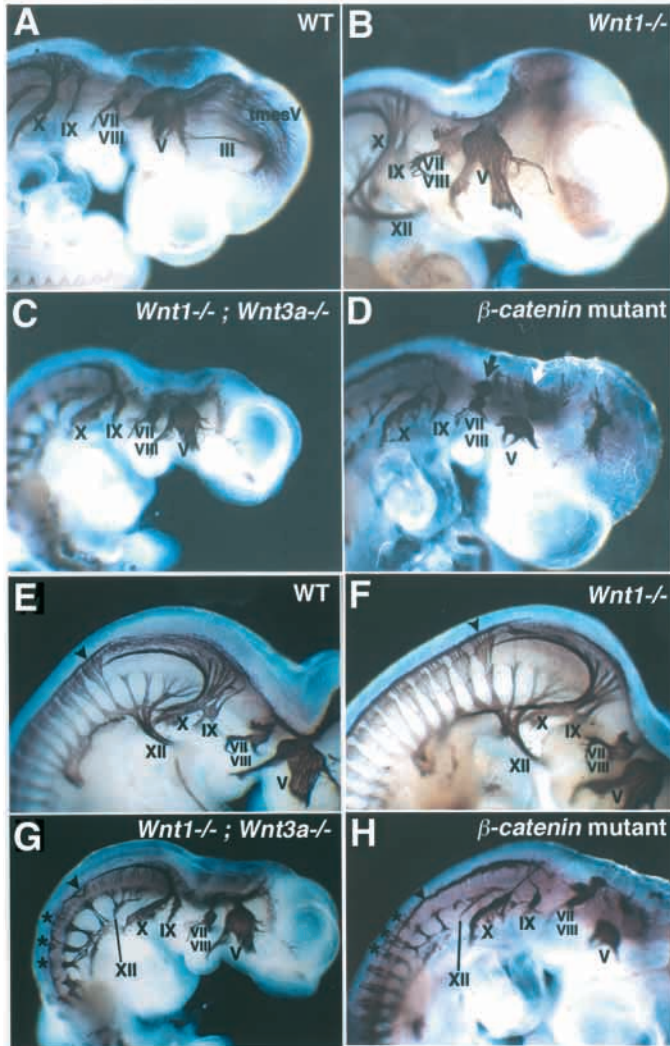 A
WT
tmesV
X
IX
VII
VIII
V
III
B
Wnt1-/-
X
IX
VII
VIII
V
XII
C
Wnt1-/- ; Wnt3a-/-
X
IX
VII
VIII
V
D
β-catenin mutant
X
IX
VII
VIII
V
E
WT
X
IX
XII
VII
VIII
V
F
Wnt1-/-
X
IX
XII
VII
VIII
V
G
Wnt1-/- ; Wnt3a-/-
*
*
*
X
IX
VII
VIII
V
XII
H
β-catenin mutant
*
*
*
X
IX
VII
VIII
V
XII